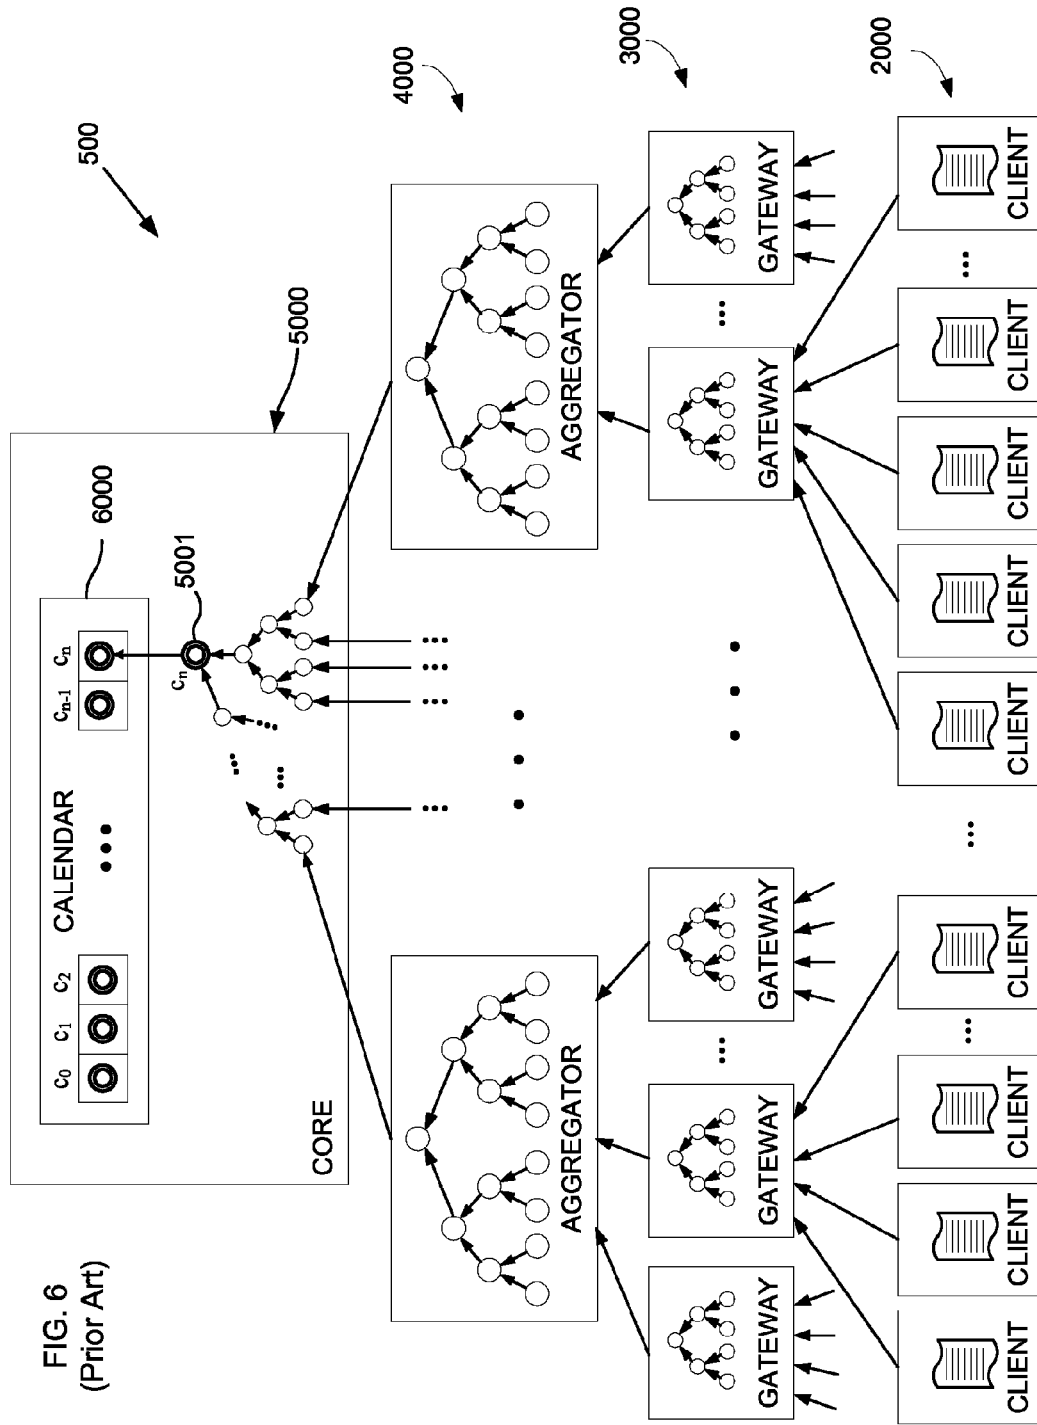 FIG. 6
(Prior Art)
500
5000
6000
CALENDAR
c0
c1
c2
...
cn-1
cn
cn
5001
CORE
...
...
...
...
...
...
...
4000
AGGREGATOR
AGGREGATOR
...
...
3000
GATEWAY
GATEWAY
...
GATEWAY
GATEWAY
...
GATEWAY
2000
CLIENT
CLIENT
CLIENT
...
CLIENT
...
CLIENT
CLIENT
CLIENT
CLIENT
...
CLIENT